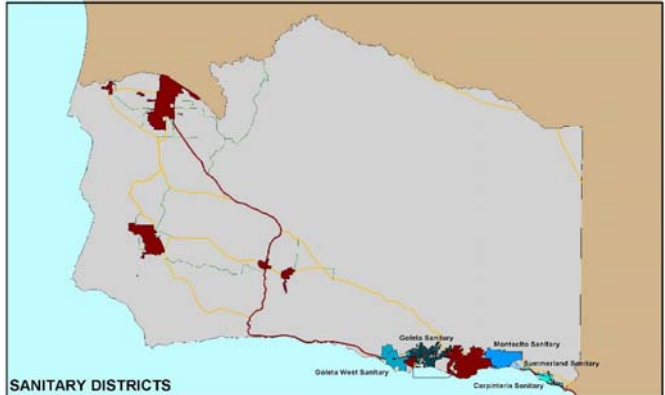 Goleta Sanitary
Montecito Sanitary
Summerland Sanitary
Goleta West Sanitary
Carpinteria Sanitary
SANITARY DISTRICTS